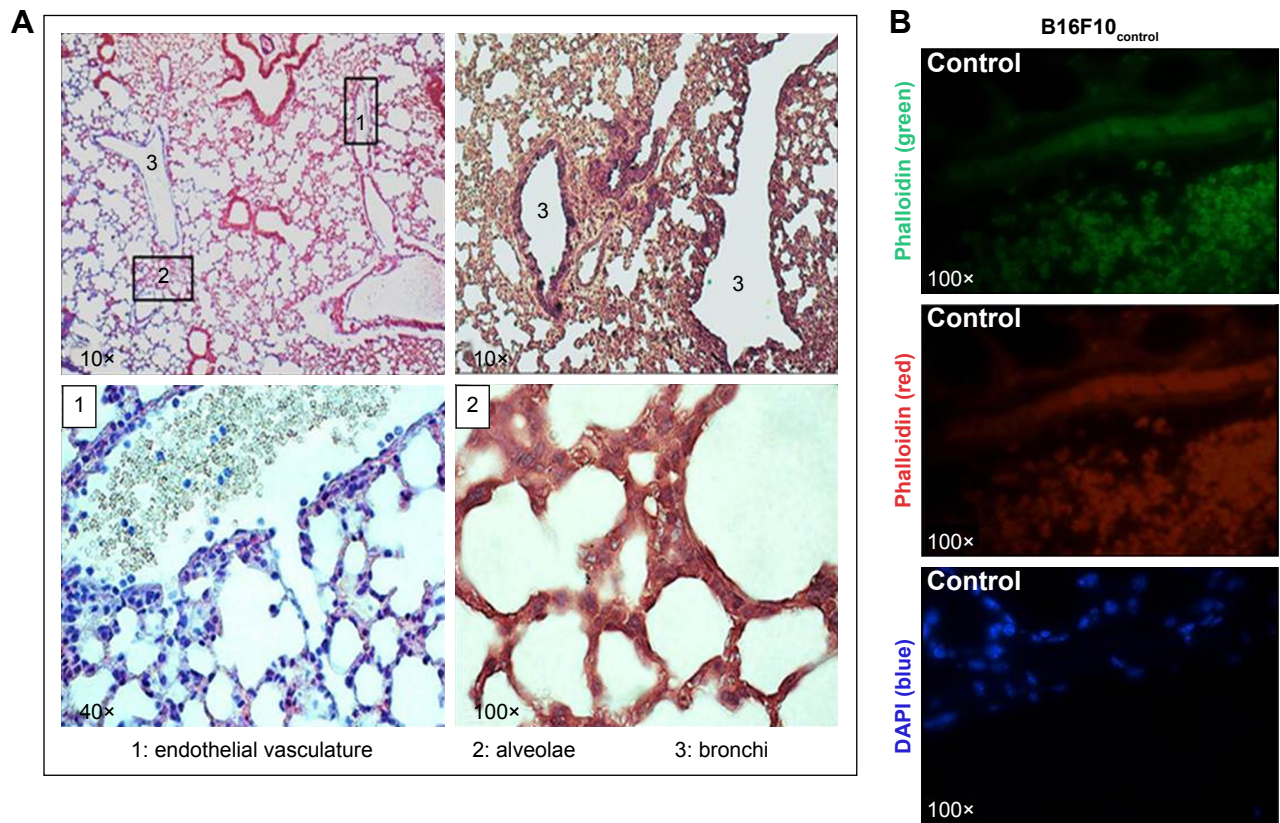 A
1
3
2
10×
3
3
10×
1
40×
2
100×
1: endothelial vasculature 2: alveolae 3: bronchi
B
B16F10control
Phalloidin (green)
Control
100×
Phalloidin (red)
Control
100×
DAPI (blue)
Control
100×